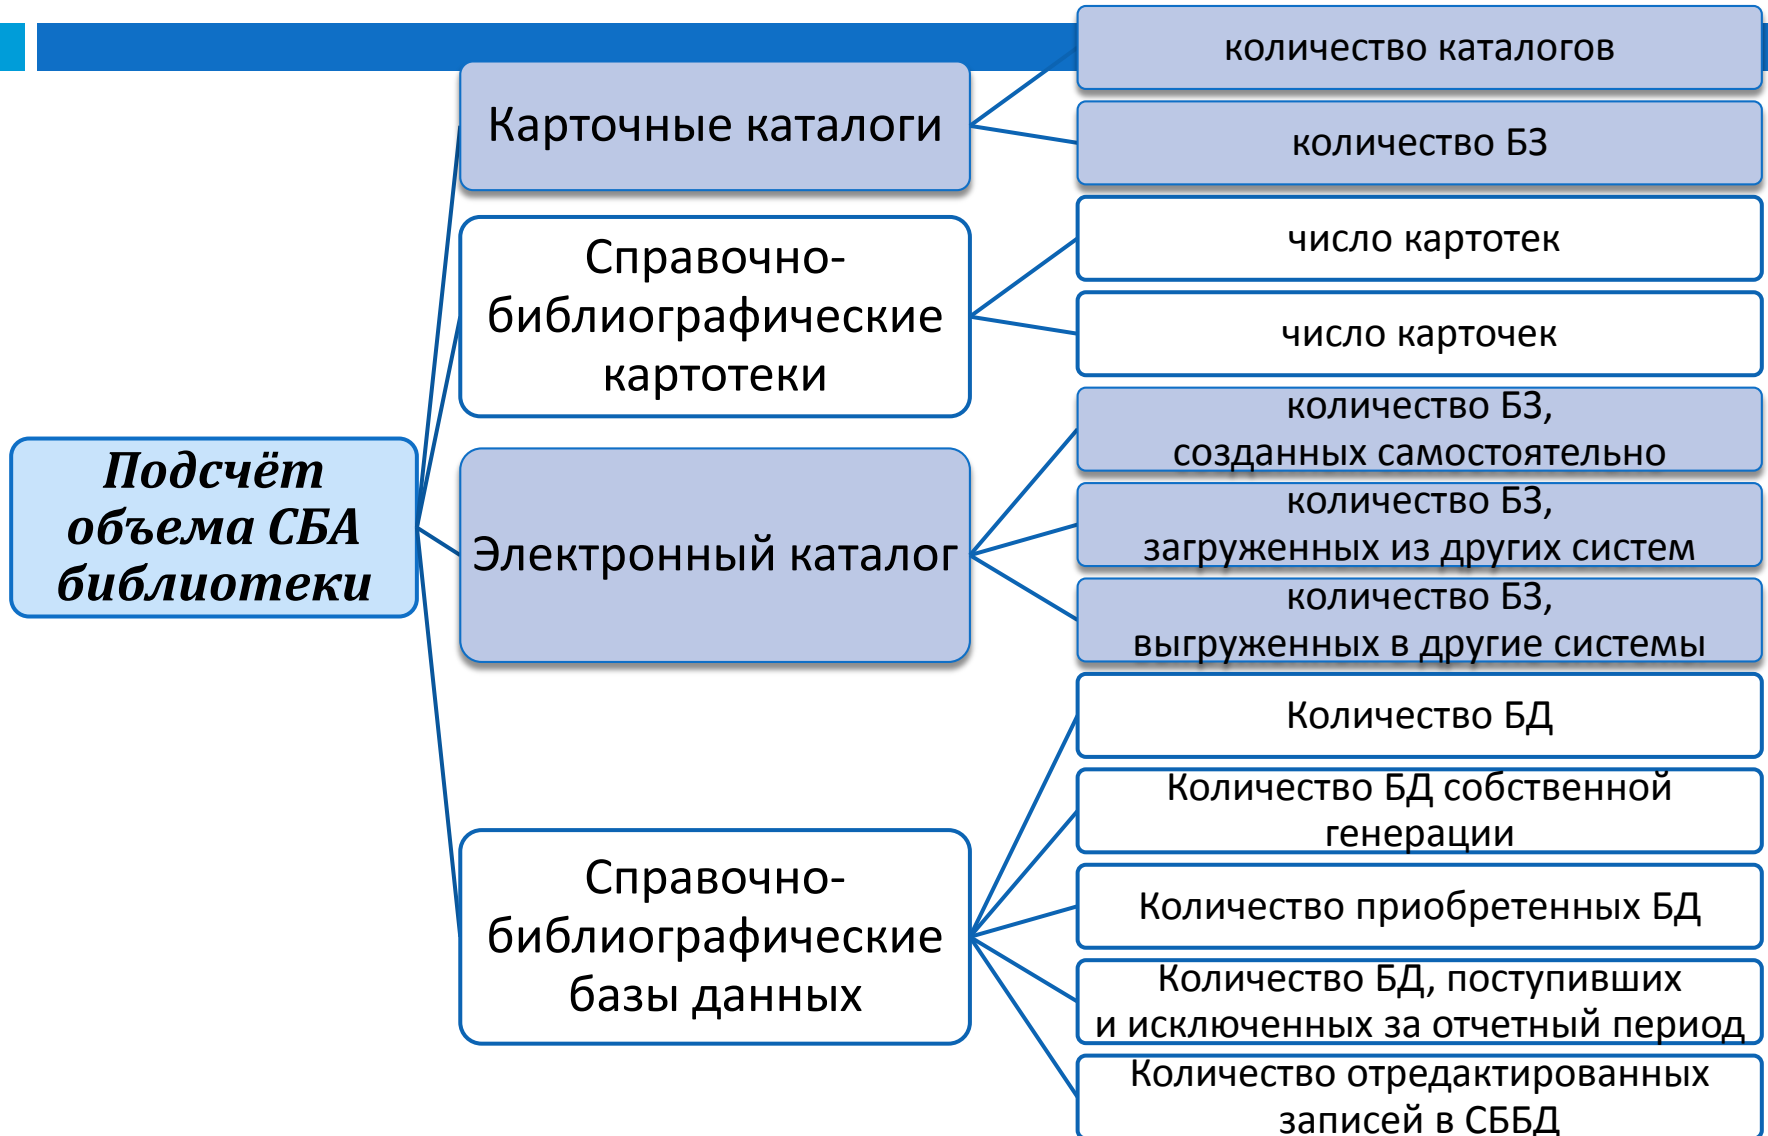 Подсчёт
объема СБА
библиотеки
Карточные каталоги
количество каталогов
количество БЗ
Справочно-
библиографические
картотеки
число картотек
число карточек
Электронный каталог
количество БЗ,
созданных самостоятельно
количество БЗ,
загруженных из других систем
количество БЗ,
выгруженных в другие системы
Справочно-
библиографические
базы данных
Количество БД
Количество БД собственной
генерации
Количество приобретенных БД
Количество БД, поступивших
и исключенных за отчетный период
Количество отредактированных
записей в СББД